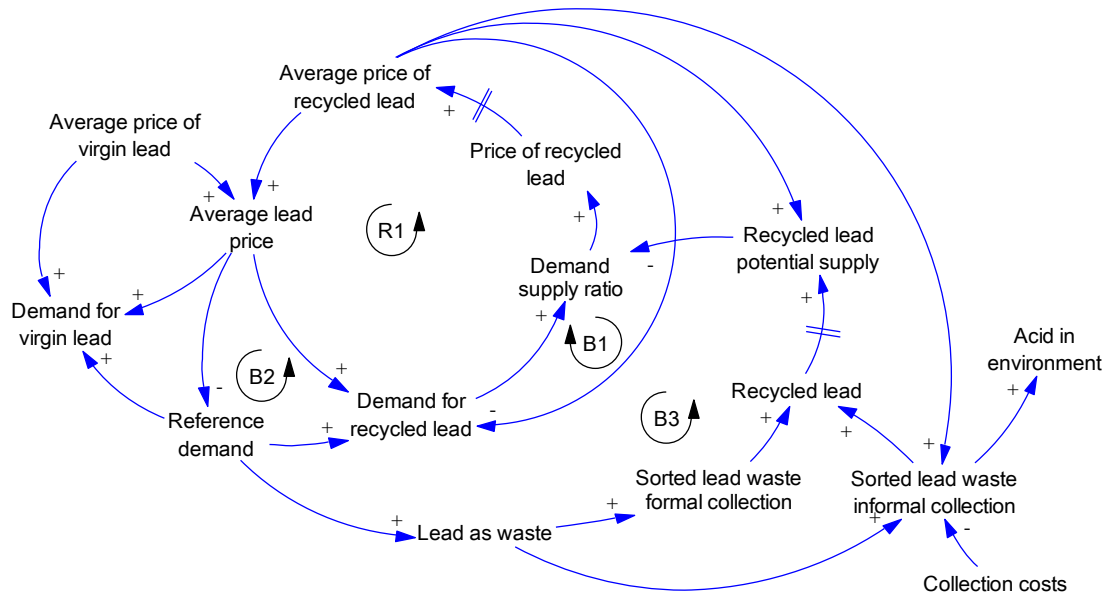 Average price of
recycled lead
+
Average price of
virgin lead
Price of recycled
lead
+
+
Average lead
price
R1
+
+
Recycled lead
potential supply
-
Demand
supply ratio
+
+
+
Demand for
virgin lead
+
+
B1
Acid in
environment
B2
+
-
Demand for
recycled lead
-
B3
Recycled lead
+
Reference
demand
+
+
+
+
Sorted lead waste
formal collection
Sorted lead waste
informal collection
+
+
Lead as waste
+
-
Collection costs